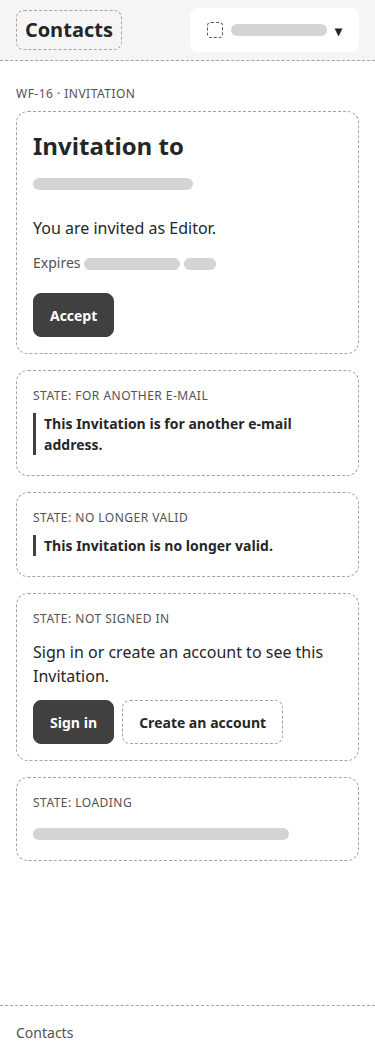 Contacts
▼
WF-16 · INVITATION
Invitation to
You are invited as Editor.
Expires
Accept
STATE: FOR ANOTHER E-MAIL
This Invitation is for another e-mail
address.
STATE: NO LONGER VALID
This Invitation is no longer valid.
STATE: NOT SIGNED IN
Sign in or create an account to see this
Invitation.
Sign in
Create an account
STATE: LOADING
Contacts